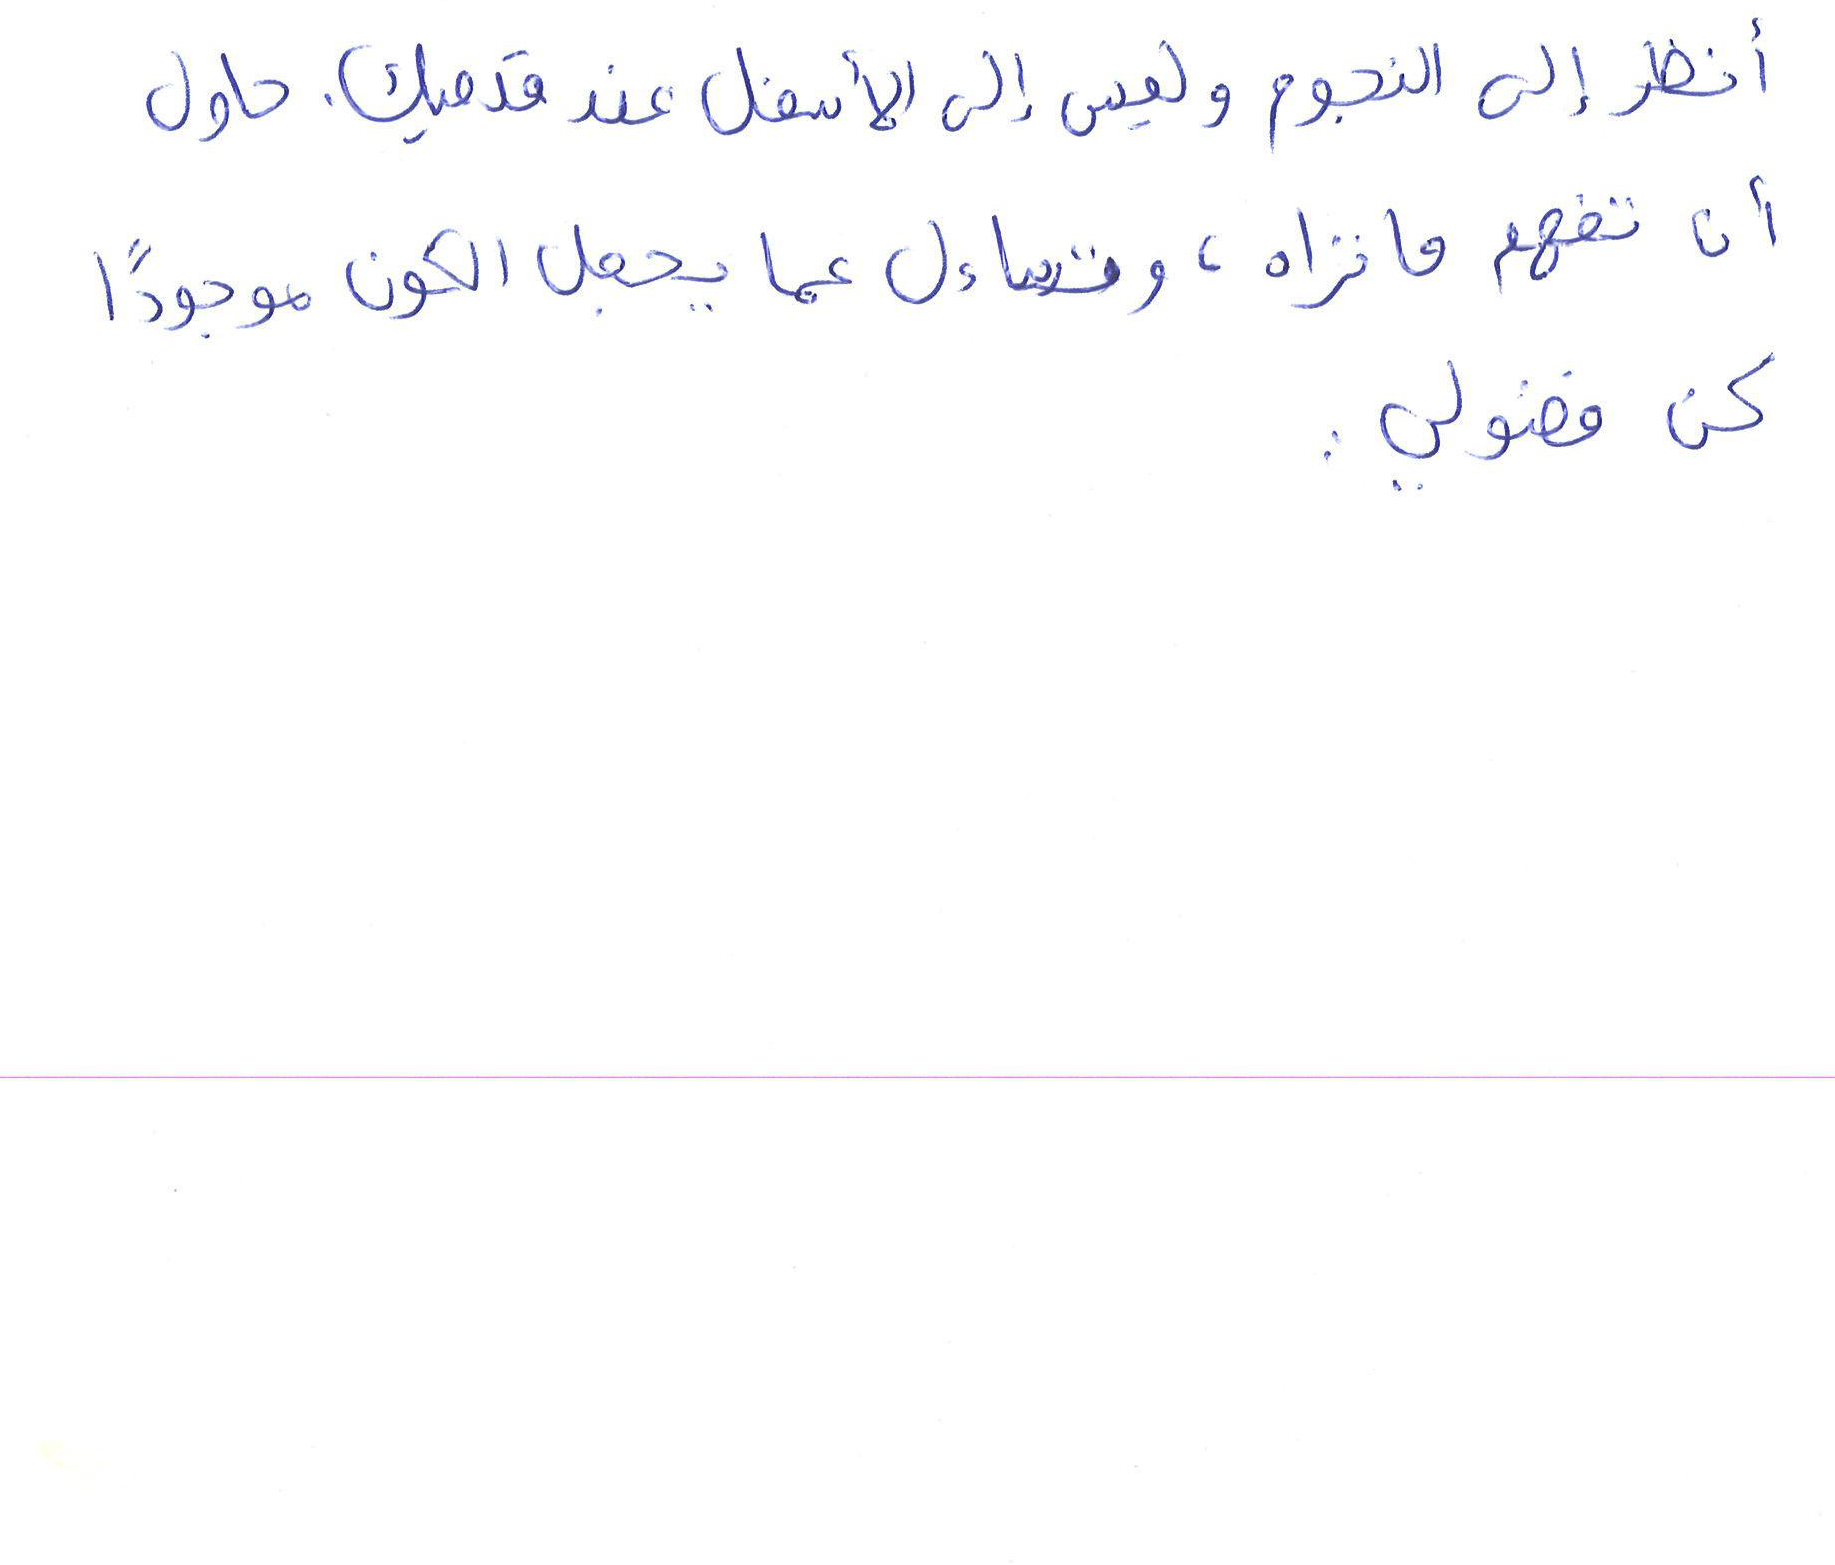 أنظر إلى النجوم وليس إلى الأسفل عند قدميك. حاول
أن تفهم ما تراه، وتساءل عما يجعل الكون موجودًا
كن فضولي.